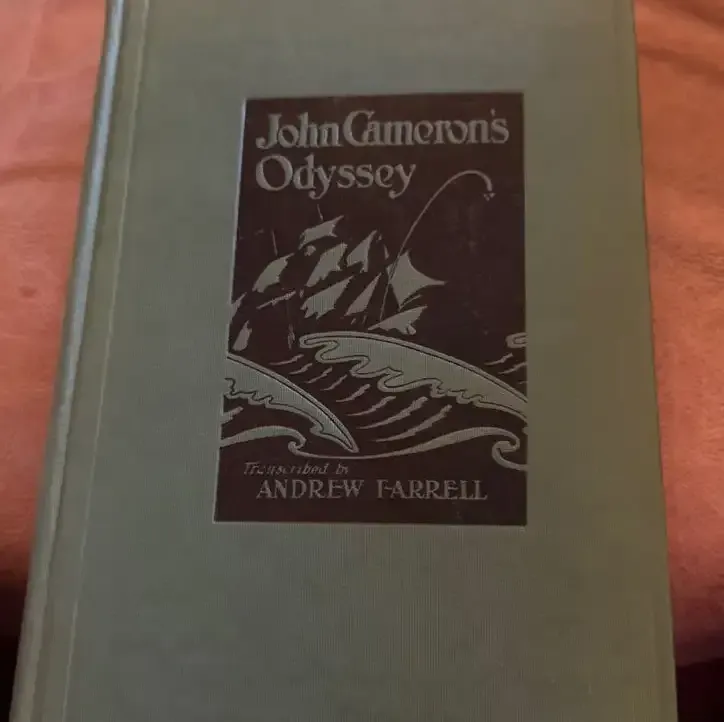 John Cameron's
Odyssey
Transcribed by
ANDREW FARRELL